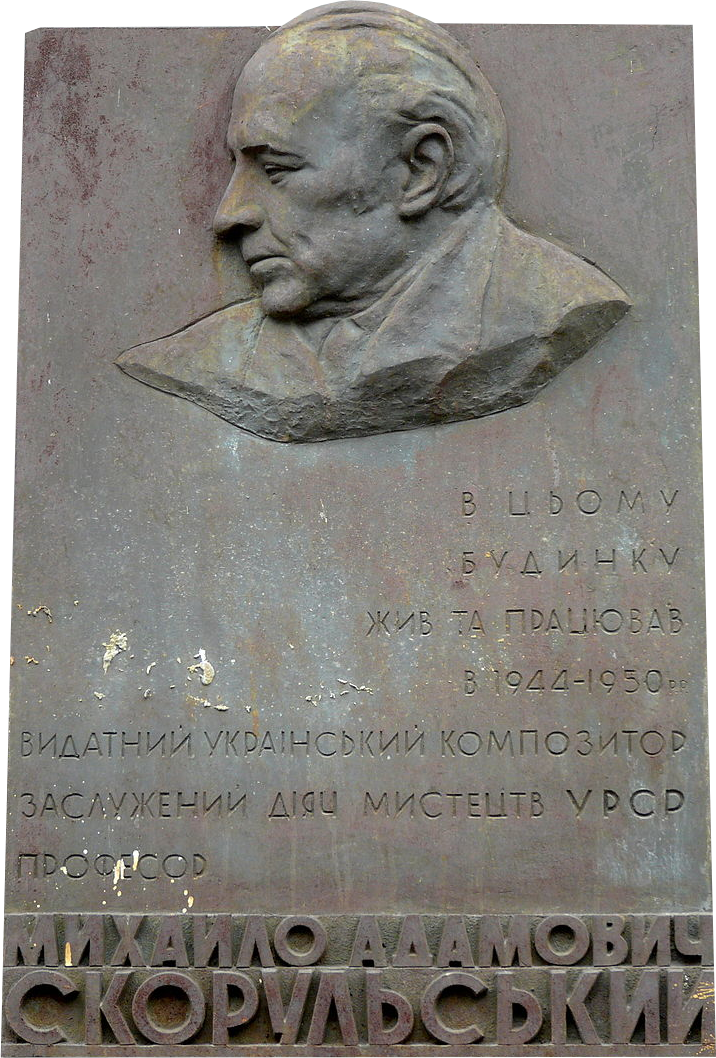 В ЦЬОМУ
БУДИНКУ
ЖИВ ТА ПРАЦЮВАВ
В 1944-1950 рр
ВИДАТНИЙ УКРАЇНСЬКИЙ КОМПОЗИТОР
ЗАСЛУЖЕНИЙ ДІЯЧ МИСТЕЦТВ УРСР
ПРОФЕСОР
МИХАЙЛО АДАМОВИЧ
СКОРУЛЬСЬКИЙ